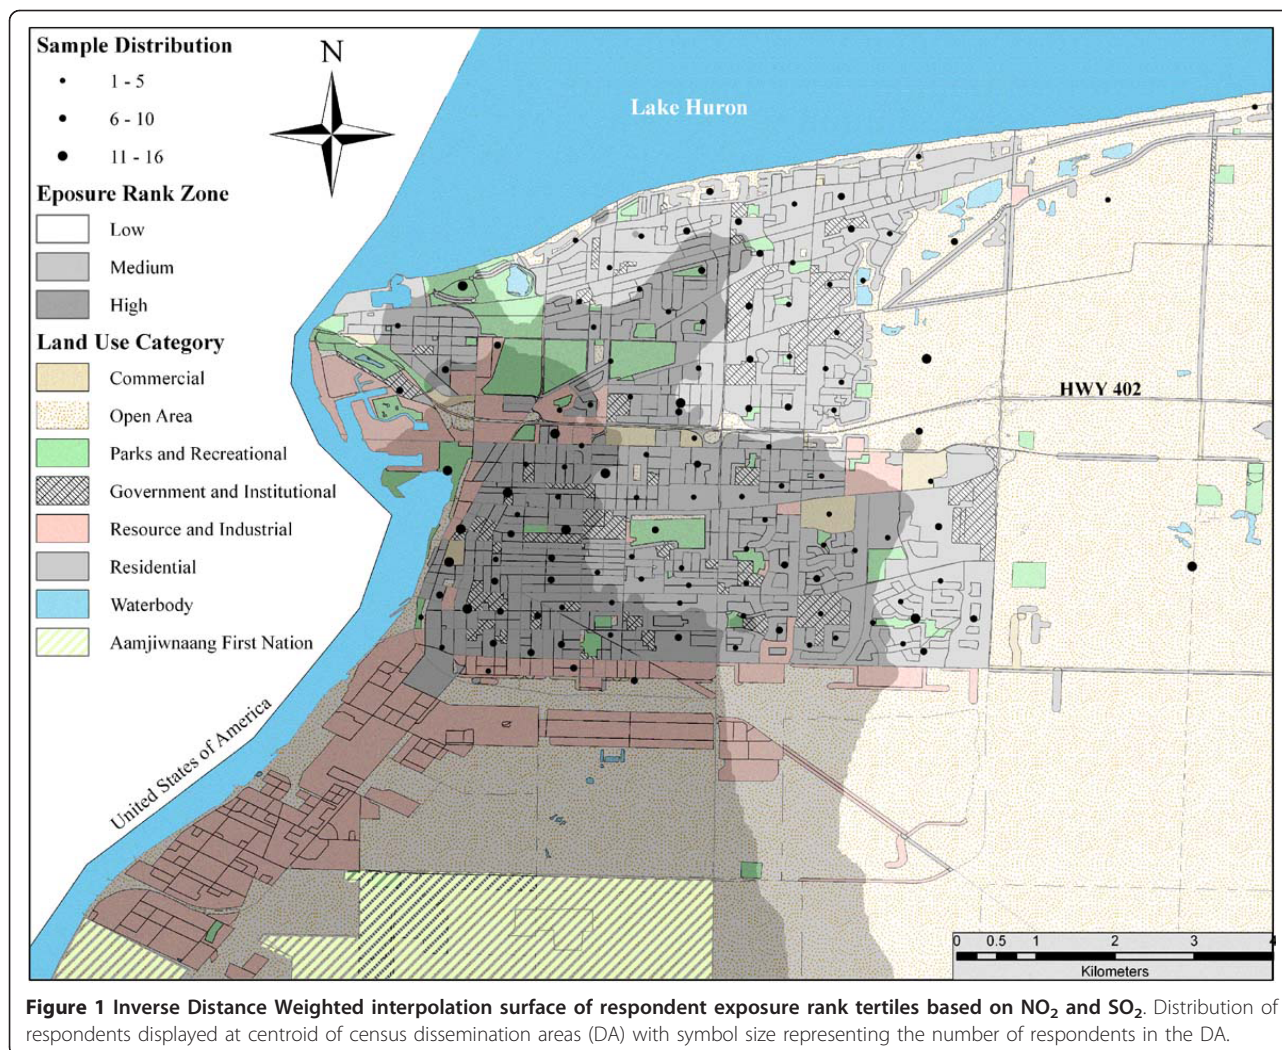 Sample Distribution
1 - 5
6 - 10
11 - 16
Eposure Rank Zone
Low
Medium
High
Land Use Category
Commercial
Open Area
Parks and Recreational
Government and Institutional
Resource and Industrial
Residential
Waterbody
Aamjiwnaang First Nation
N
Lake Huron
HWY 402
United States of America
0 0.5 1 2 3 4
Kilometers
Figure 1 Inverse Distance Weighted interpolation surface of respondent exposure rank tertiles based on NO₂ and SO₂. Distribution of
respondents displayed at centroid of census dissemination areas (DA) with symbol size representing the number of respondents in the DA.